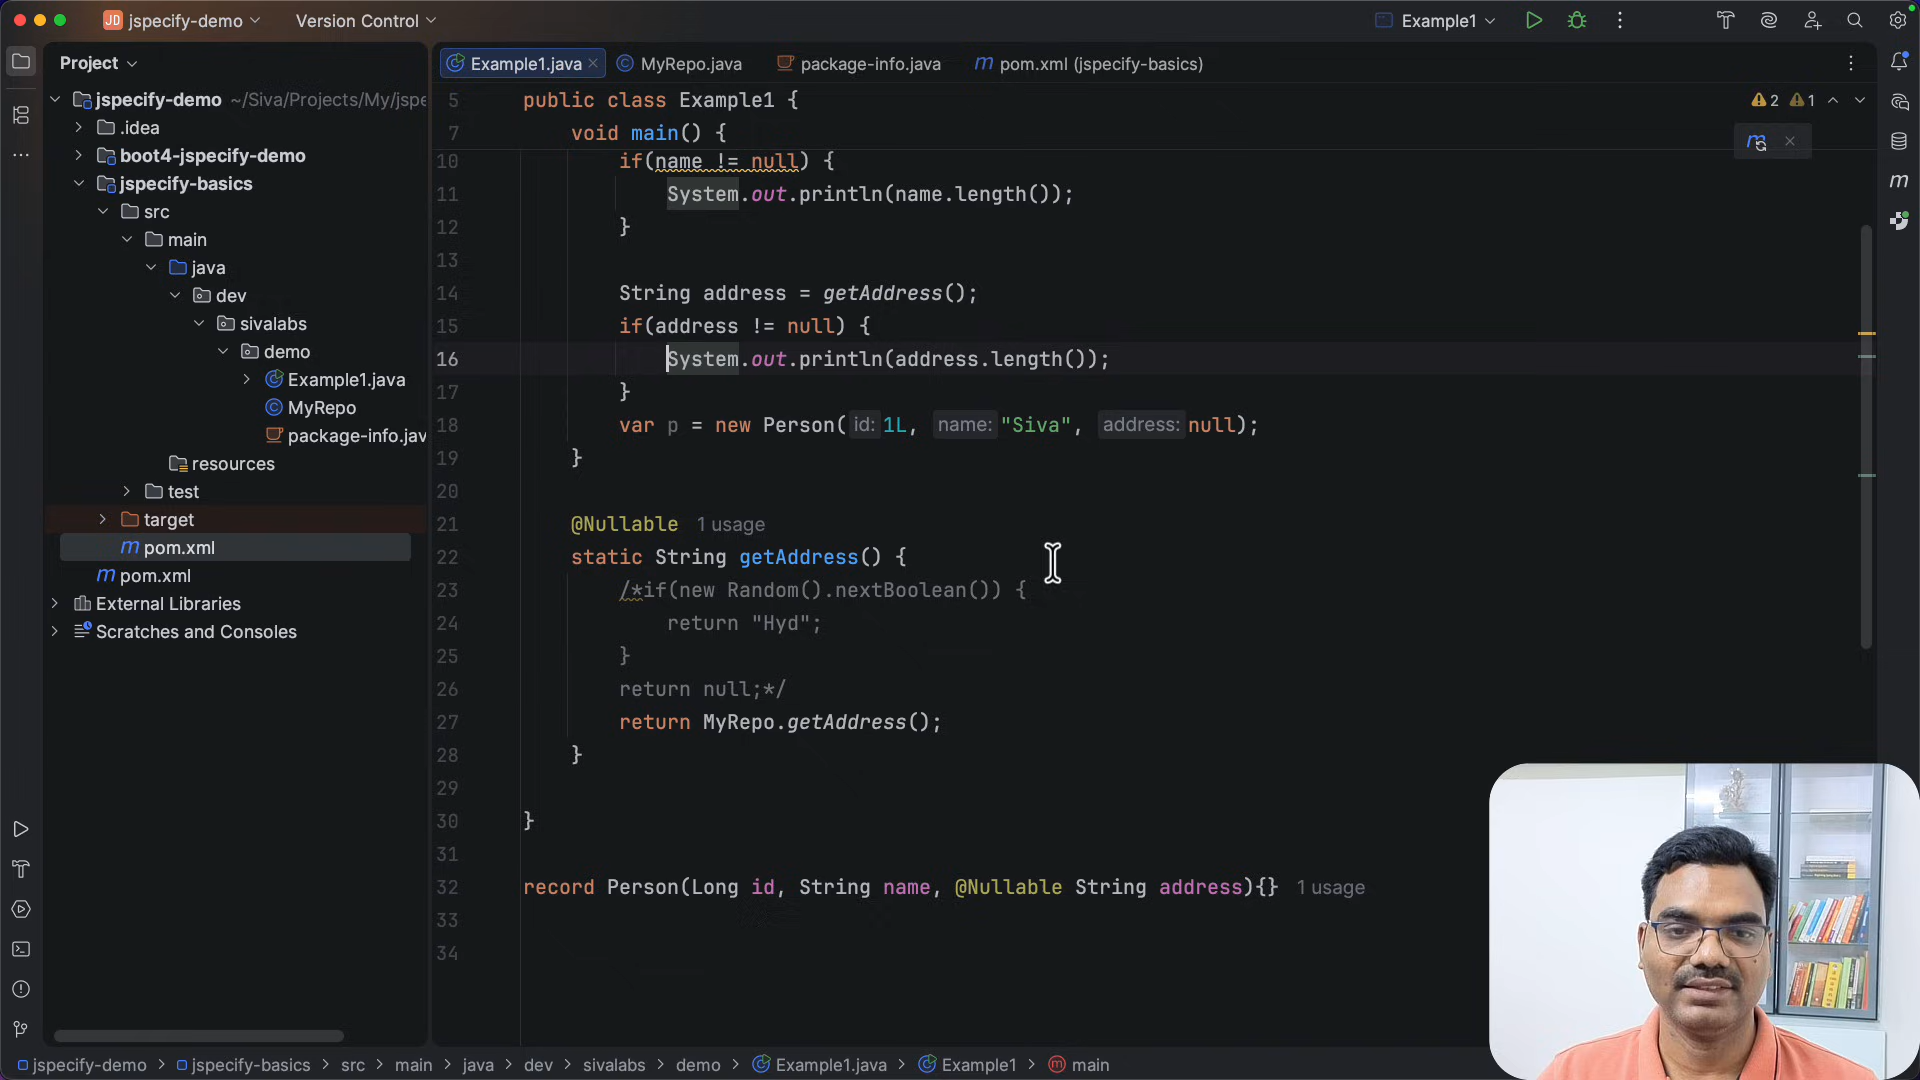 JD jspecify-demo Version Control Example1
Project
jspecify-demo ~/Siva/Projects/My/jspe
.idea
boot4-jspecify-demo
jspecify-basics
src
main
java
dev
sivalabs
demo
Example1.java
MyRepo
package-info.jav
resources
test
target
pom.xml
pom.xml
External Libraries
Scratches and Consoles
Example1.java MyRepo.java package-info.java pom.xml (jspecify-basics)
2 1
5 public class Example1 {
7 void main() {
10 if(name != null) {
11 System.out.println(name.length());
12 }
13
14 String address = getAddress();
15 if(address != null) {
16 System.out.println(address.length());
17 }
18 var p = new Person( id: 1L, name: "Siva", address: null);
19 }
20
21 @Nullable 1 usage
22 static String getAddress() {
23 /*if(new Random().nextBoolean()) {
24 return "Hyd";
25 }
26 return null;*/
27 return MyRepo.getAddress();
28 }
29
30 }
31
32 record Person(Long id, String name, @Nullable String address){} 1 usage
33
34
jspecify-demo > jspecify-basics > src > main > java > dev > sivalabs > demo > Example1.java > Example1 > main